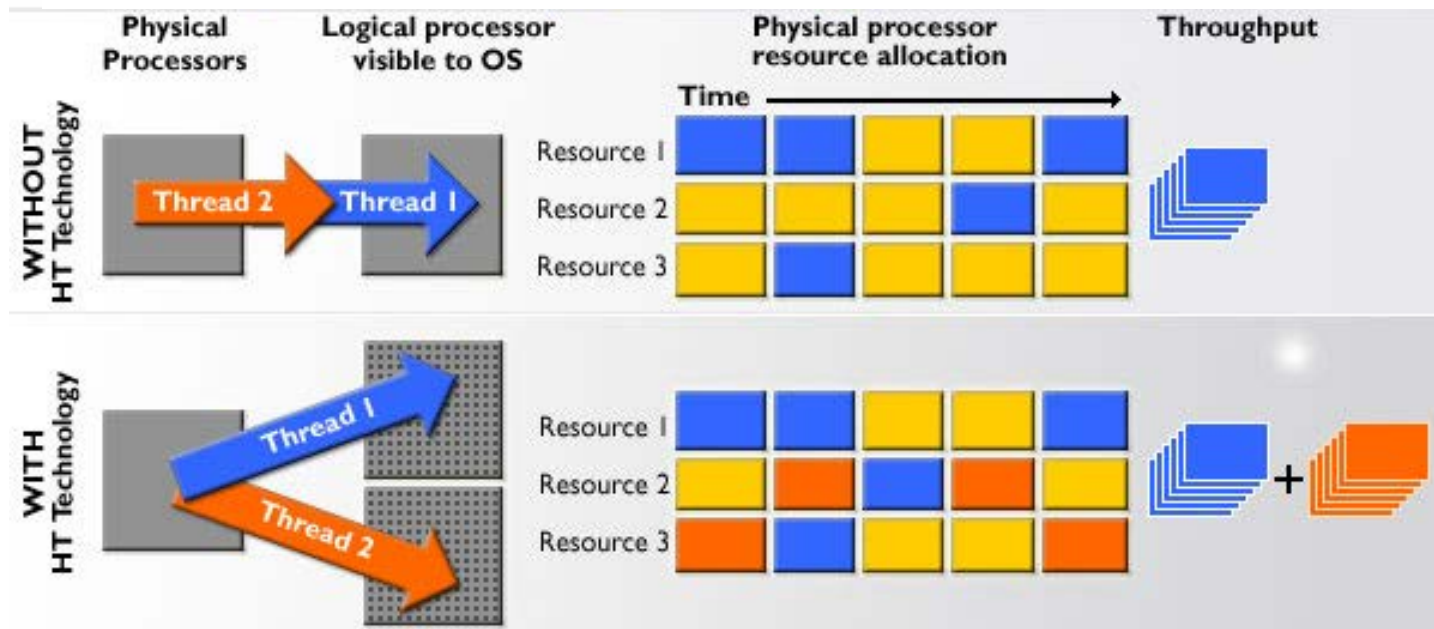 Physical
Processors
Logical processor
visible to OS
Physical processor
resource allocation
Throughput
WITHOUT
HT Technology
Thread 2
Thread 1
Time
Resource 1
Resource 2
Resource 3
WITH
HT Technology
Thread 1
Thread 2
Resource 1
Resource 2
Resource 3
+